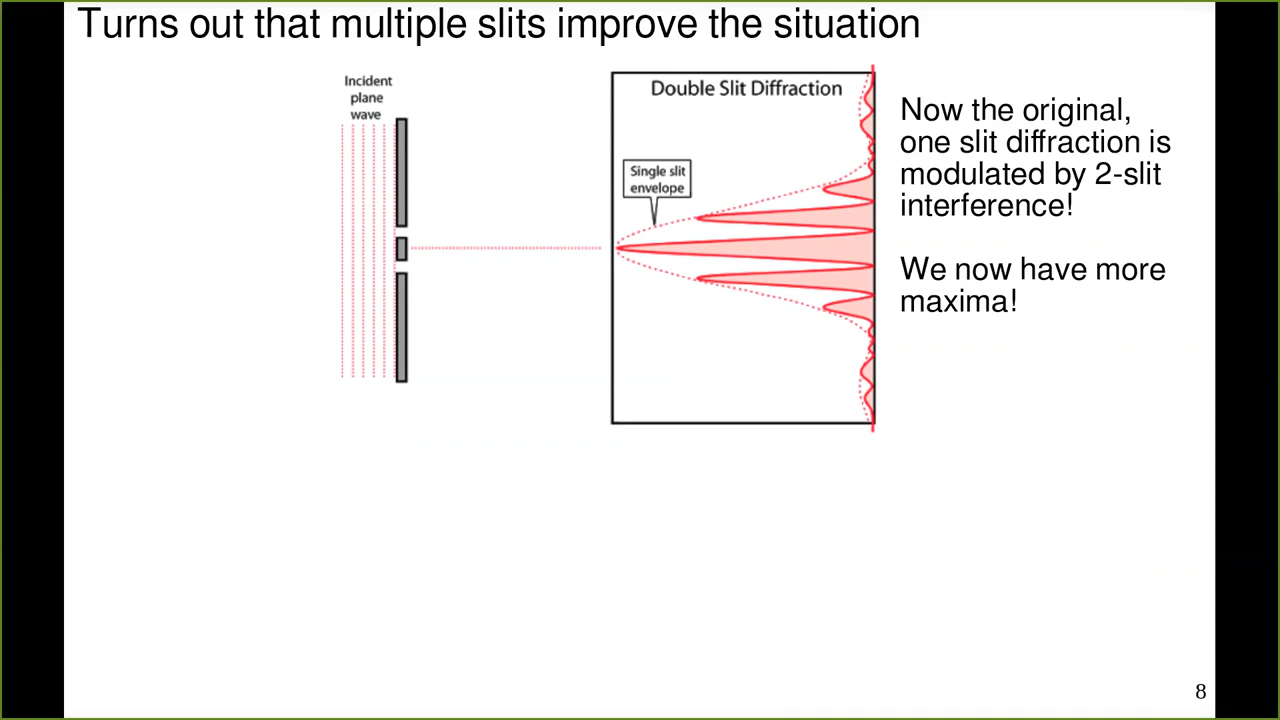 Turns out that multiple slits improve the situation
Incident
plane
wave
Double Slit Diffraction
Single slit
envelope
Now the original,
one slit diffraction is
modulated by 2-slit
interference!
We now have more
maxima!
8